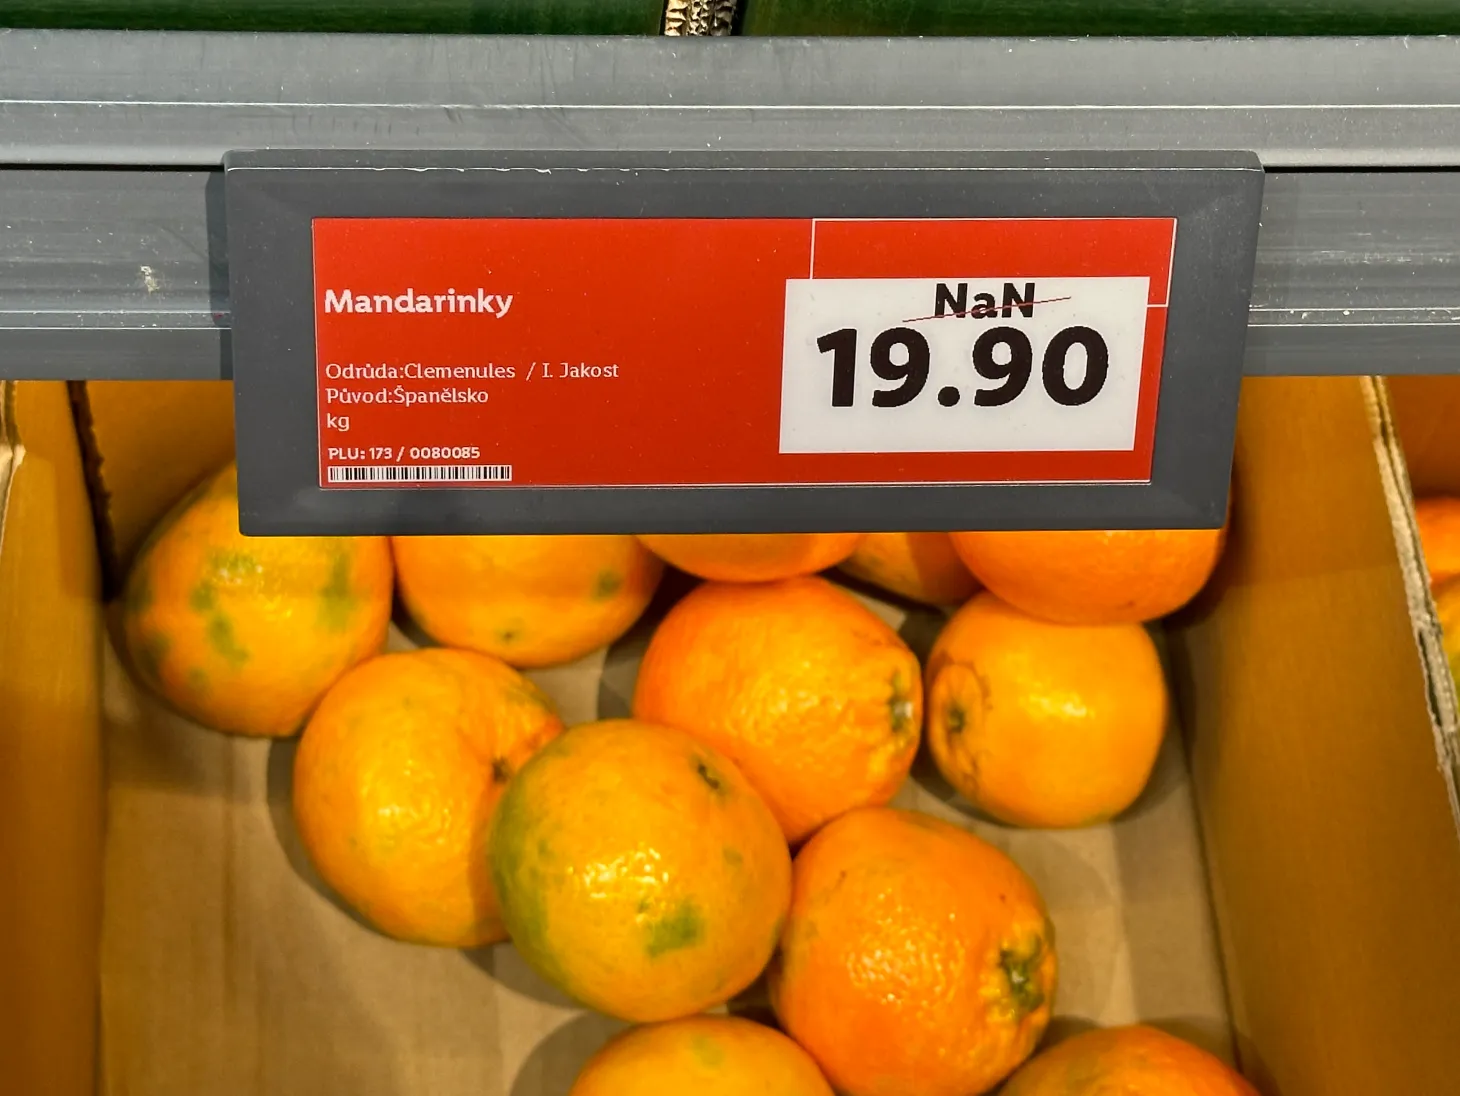 Mandarinky
NaN
19.90
Odrůda:Clemenules / I. Jakost
Původ:Španělsko
kg
PLU: 173 / 0080085